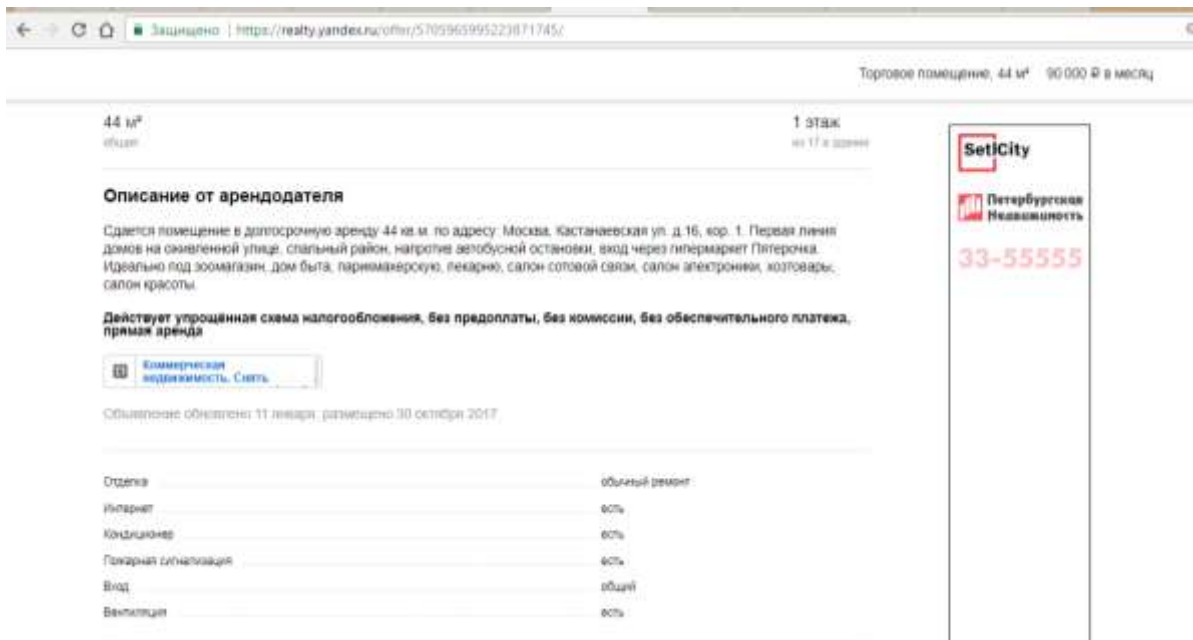 Защищено | https://realty.yandex.ru/offer/5705965995223871745/
Торговое помещение, 44 м² 90 000 ₽ в месяц
44 м² 1 этаж
общая из 17 в здании
SetlCity
Описание от арендодателя
Петербургская
Недвижимость
Сдается помещение в долгосрочную аренду 44 кв.м. по адресу: Москва, Кастанаевская ул. д.16, кор. 1. Первая линия
домов на оживленной улице, спальный район, напротив автобусной остановки, вход через гипермаркет Пятерочка.
33-55555
Идеально под зоомагазин, дом быта, парикмахерскую, пекарню, салон сотовой связи, салон электроники, хозтовары,
салон красоты.
Действует упрощённая схема налогообложения, без предоплаты, без комиссии, без обеспечительного платежа,
прямая аренда
Коммерческая
недвижимость. Снять
Объявление обновлено 11 января, размещено 30 октября 2017
Отделка обычный ремонт
Интернет есть
Кондиционер есть
Пожарная сигнализация есть
Вход общий
Вентиляция есть